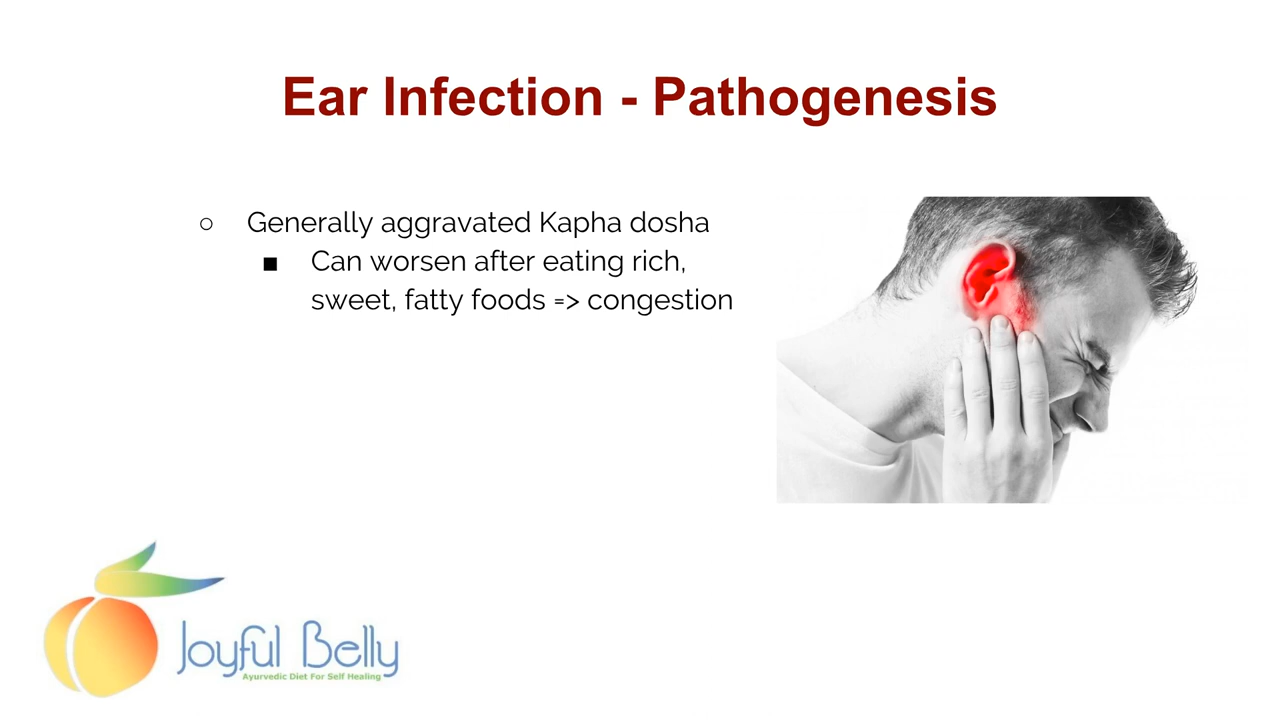 Ear Infection - Pathogenesis
○ Generally aggravated Kapha dosha
■ Can worsen after eating rich,
sweet, fatty foods => congestion
Joyful Belly
Ayurvedic Diet For Self Healing